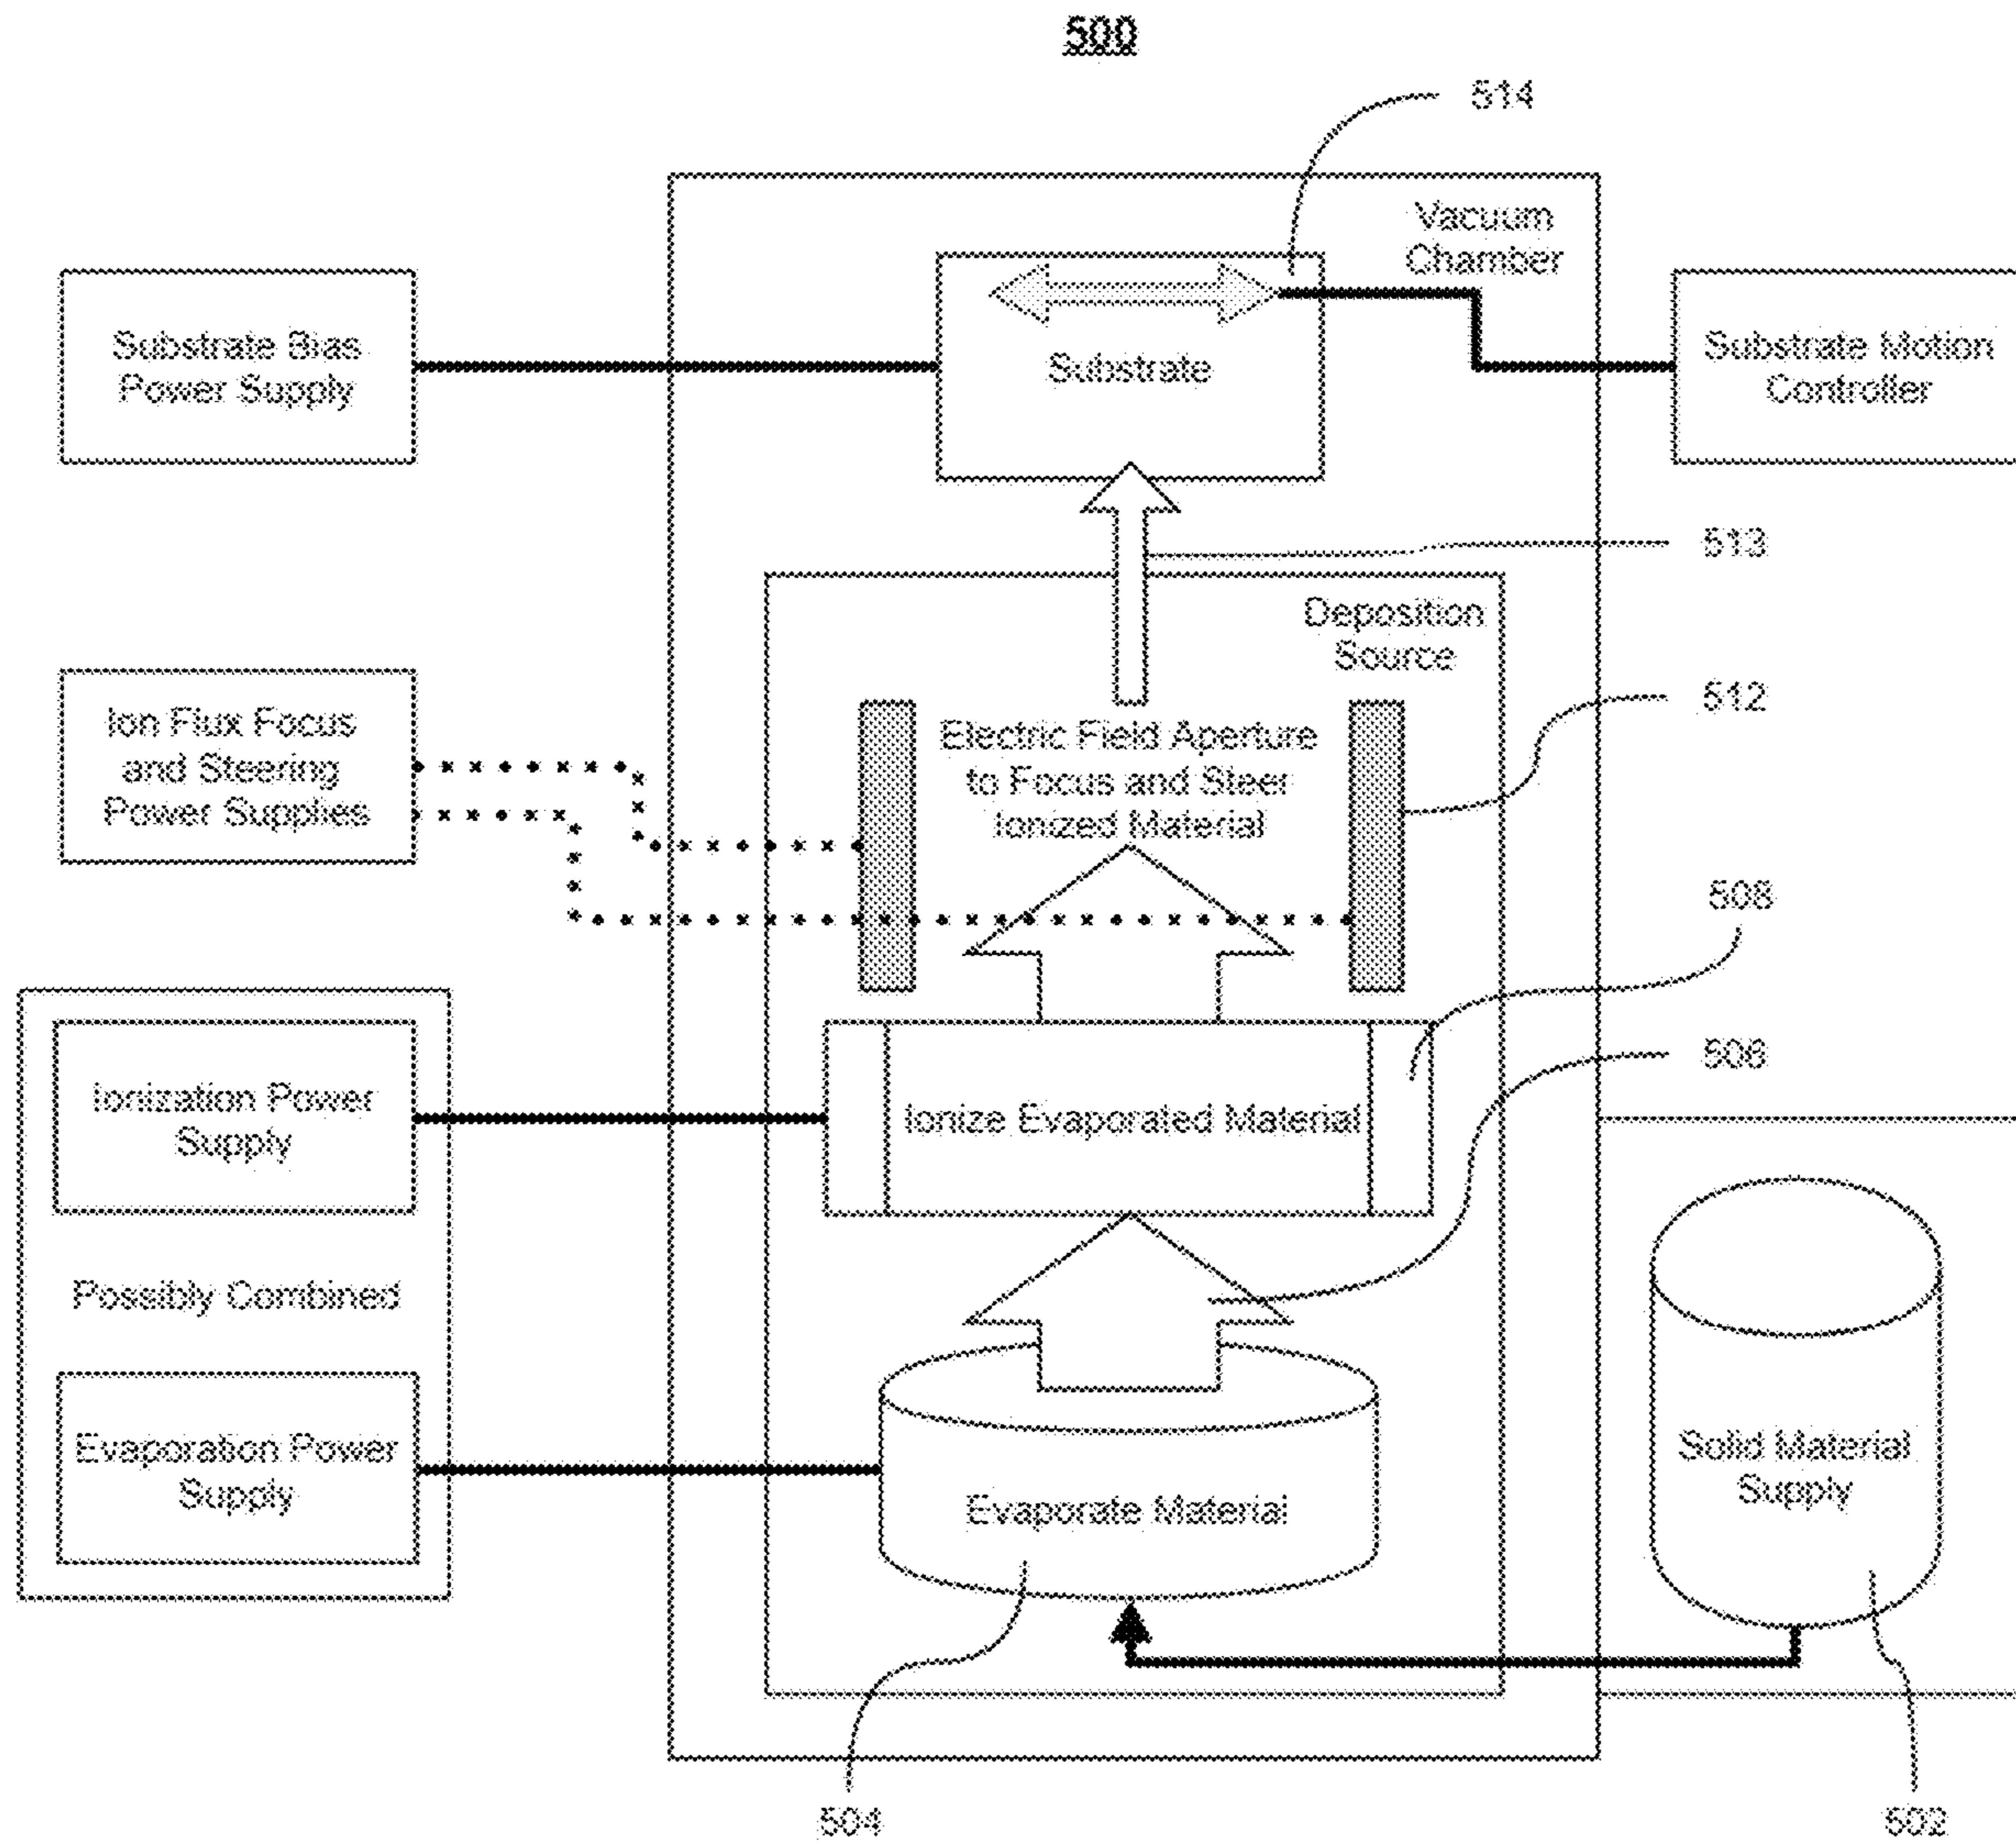 500
514
Vacuum
Chamber
Substrate Bias
Power Supply
Substrate
Substrate Motion
Controller
513
Deposition
Source
512
Ion Flux Focus
and Steering
Power Supplies
Electric Field Aperture
to Focus and Steer
Ionized Material
508
506
Ionization Power
Supply
Ionize Evaporated Material
Possibly Combined
Evaporation Power
Supply
Evaporate Material
Solid Material
Supply
504
502